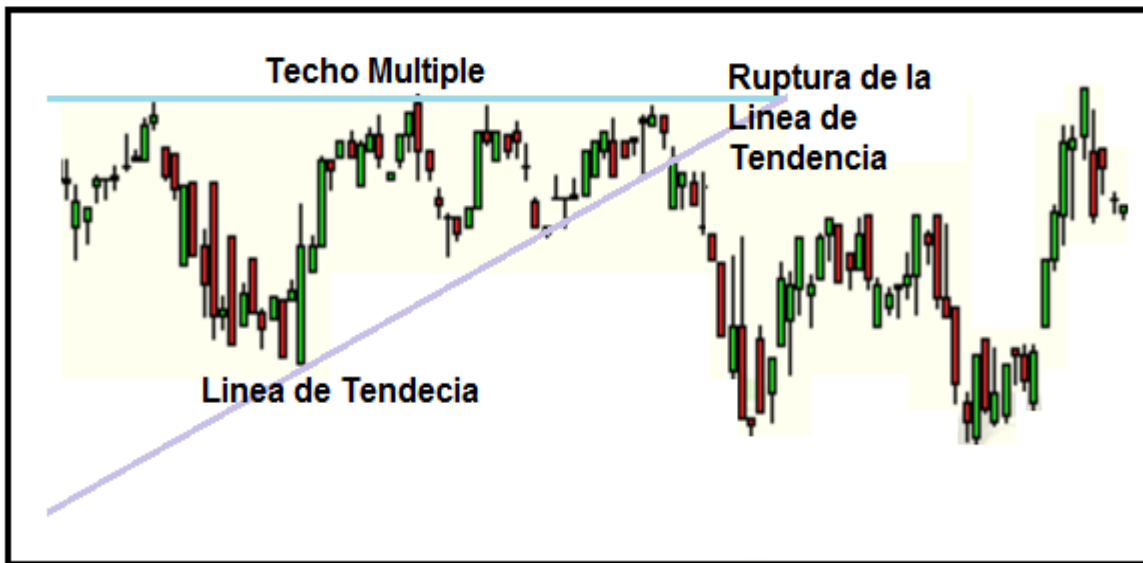 Techo Multiple
Ruptura de la
Linea de
Tendencia
Linea de Tendecia